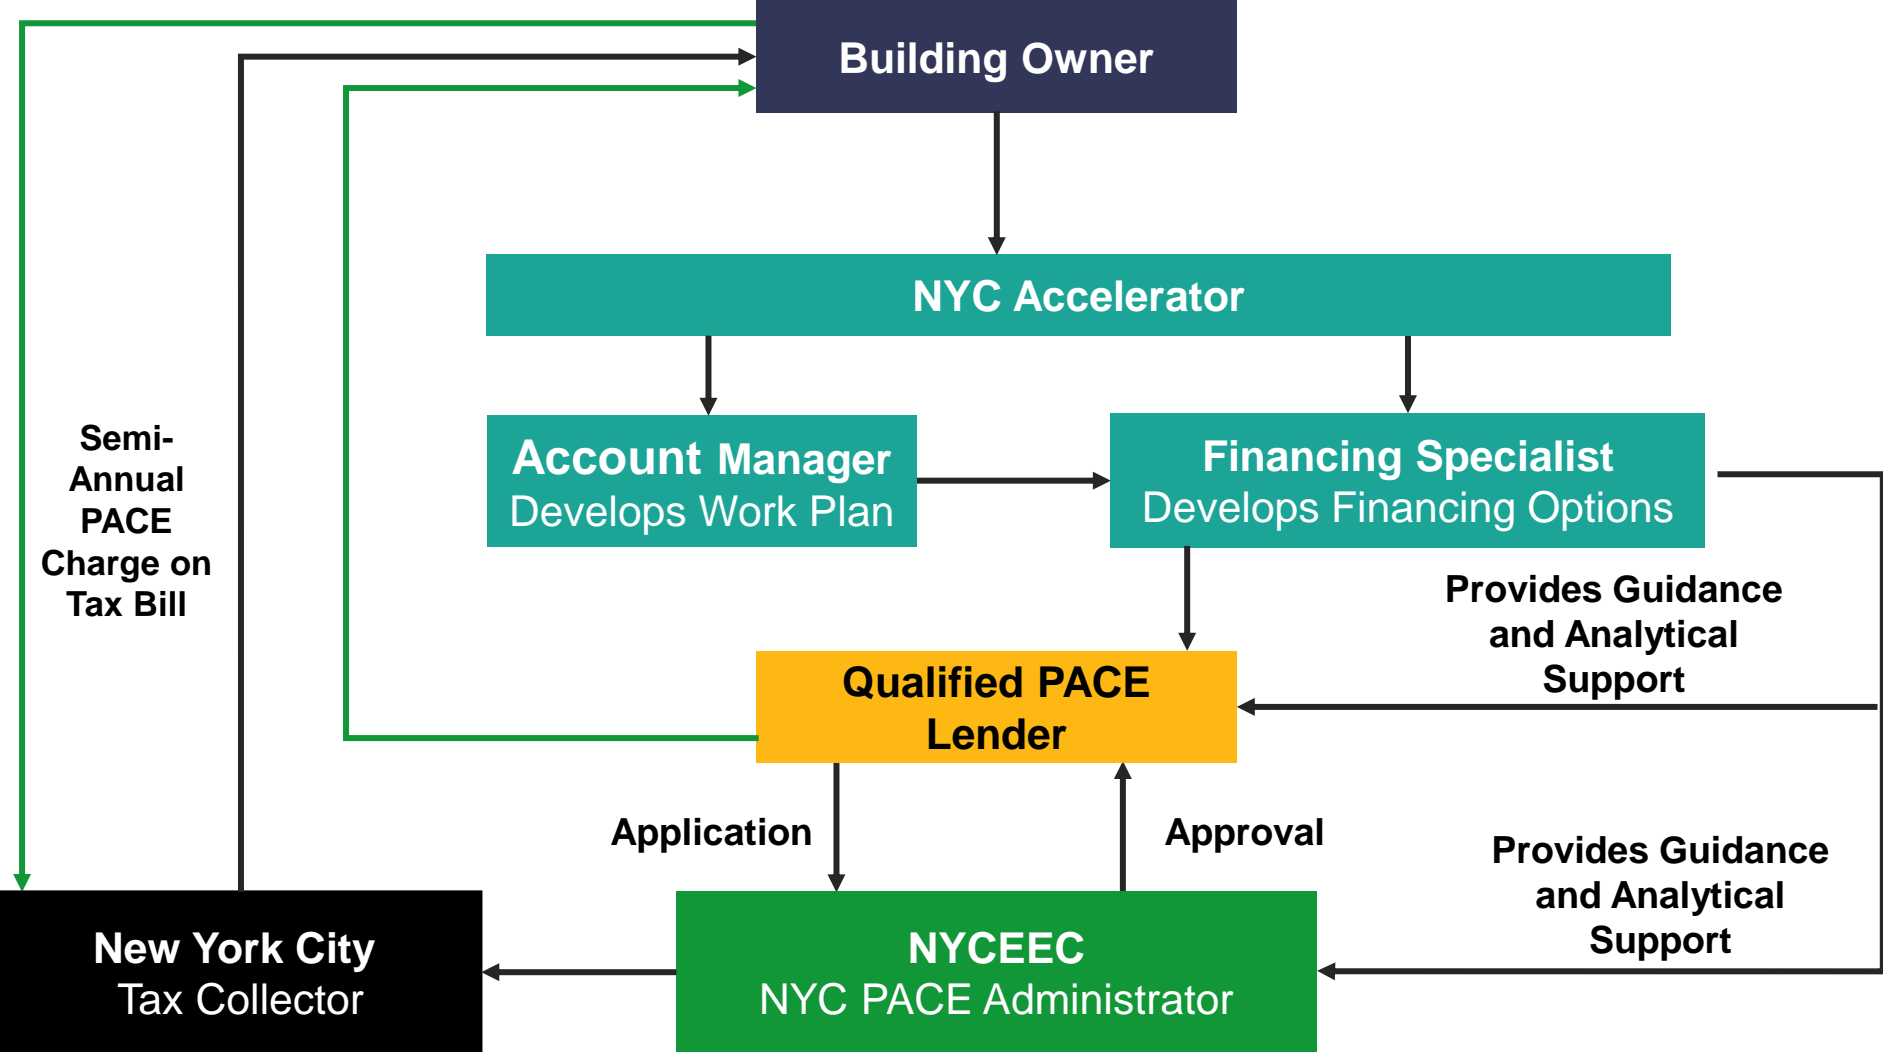 Building Owner
NYC Accelerator
Account Manager
Develops Work Plan
Financing Specialist
Develops Financing Options
Semi-
Annual
PACE
Charge on
Tax Bill
Provides Guidance
and Analytical
Support
Qualified PACE
Lender
Application
Approval
Provides Guidance
and Analytical
Support
New York City
Tax Collector
NYCEEC
NYC PACE Administrator